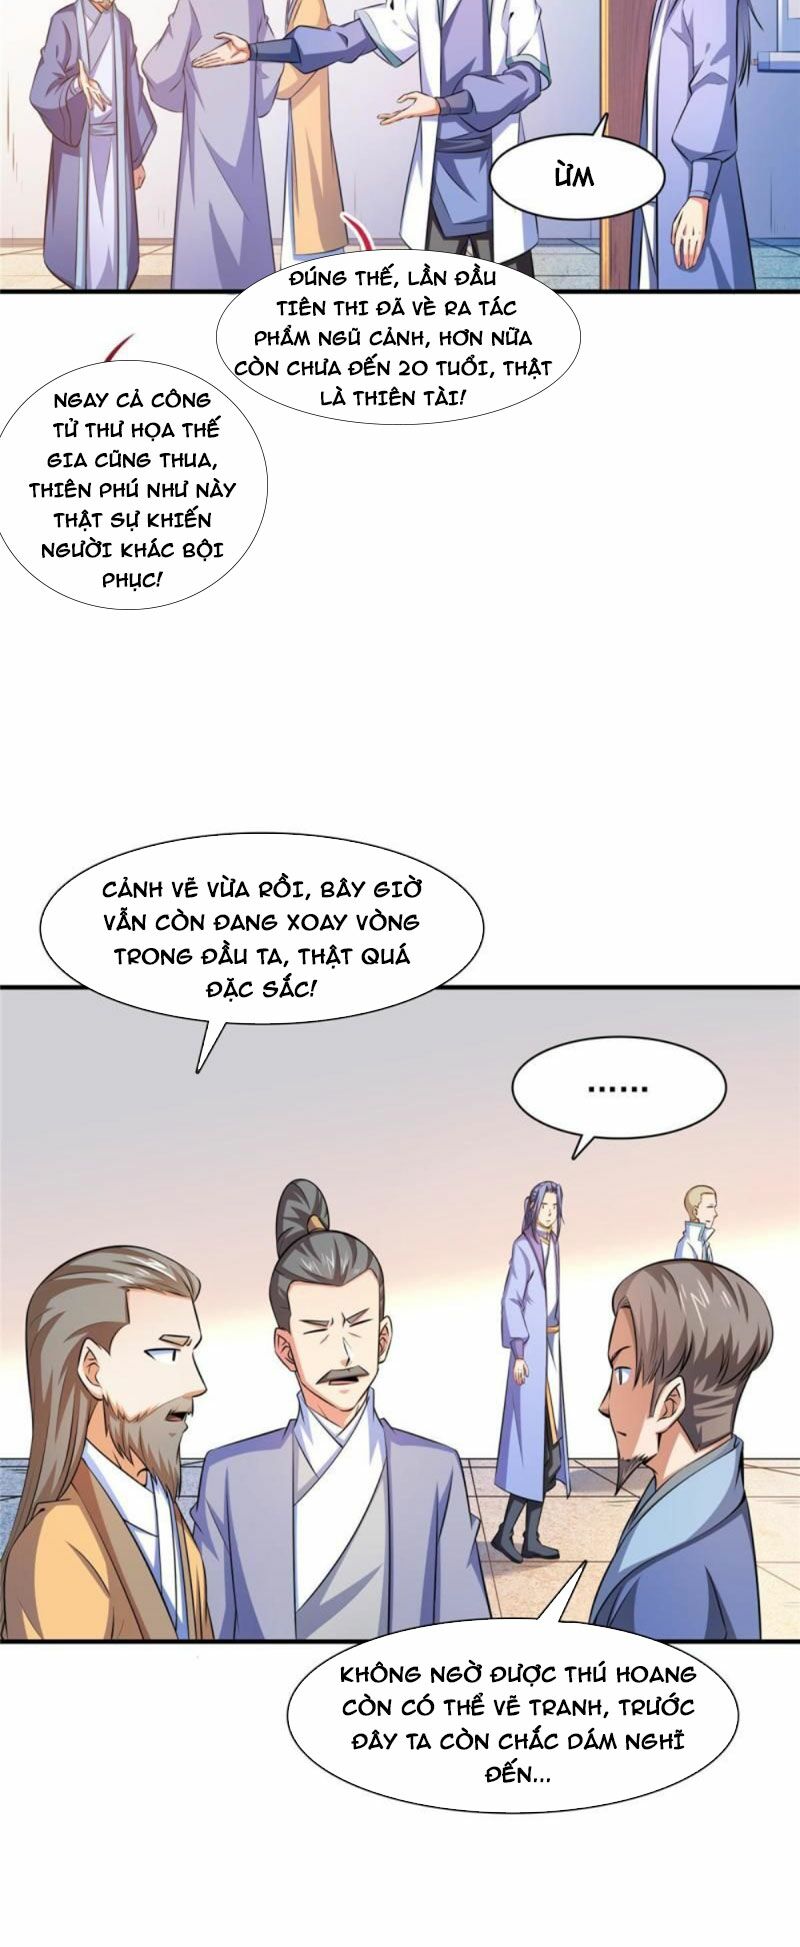 ỪM
ĐÚNG THẾ, LẦN ĐẦU
TIÊN THI ĐÃ VÈ RA TÁC
PHẨM NGŨ CẢNH, HƠN NỮA
CÒN CHƯA ĐẾN 20 TUỔI, THẬT
LÀ THIÊN TÀI!
NGAY CẢ CÔNG
TỬ THƯ HỌA THẾ
GIA CŨNG THUA,
THIÊN PHÚ NHƯ NÀY
THẬT SỰ KHIẾN
NGƯỜI KHÁC BỘI
PHỤC!
CẢNH VẼ VỪA RỒI, BÂY GIỜ
VẪN CÒN ĐANG XOAY VÒNG
TRONG ĐẦU TA, THẬT QUÁ
ĐẶC SẮC!
......
KHÔNG NGỜ ĐƯỢC THÚ HOANG
CÒN CÓ THỂ VẼ TRANH, TRƯỚC
ĐÂY TA CÒN CHẮC DÁM NGHĨ
ĐẾN...